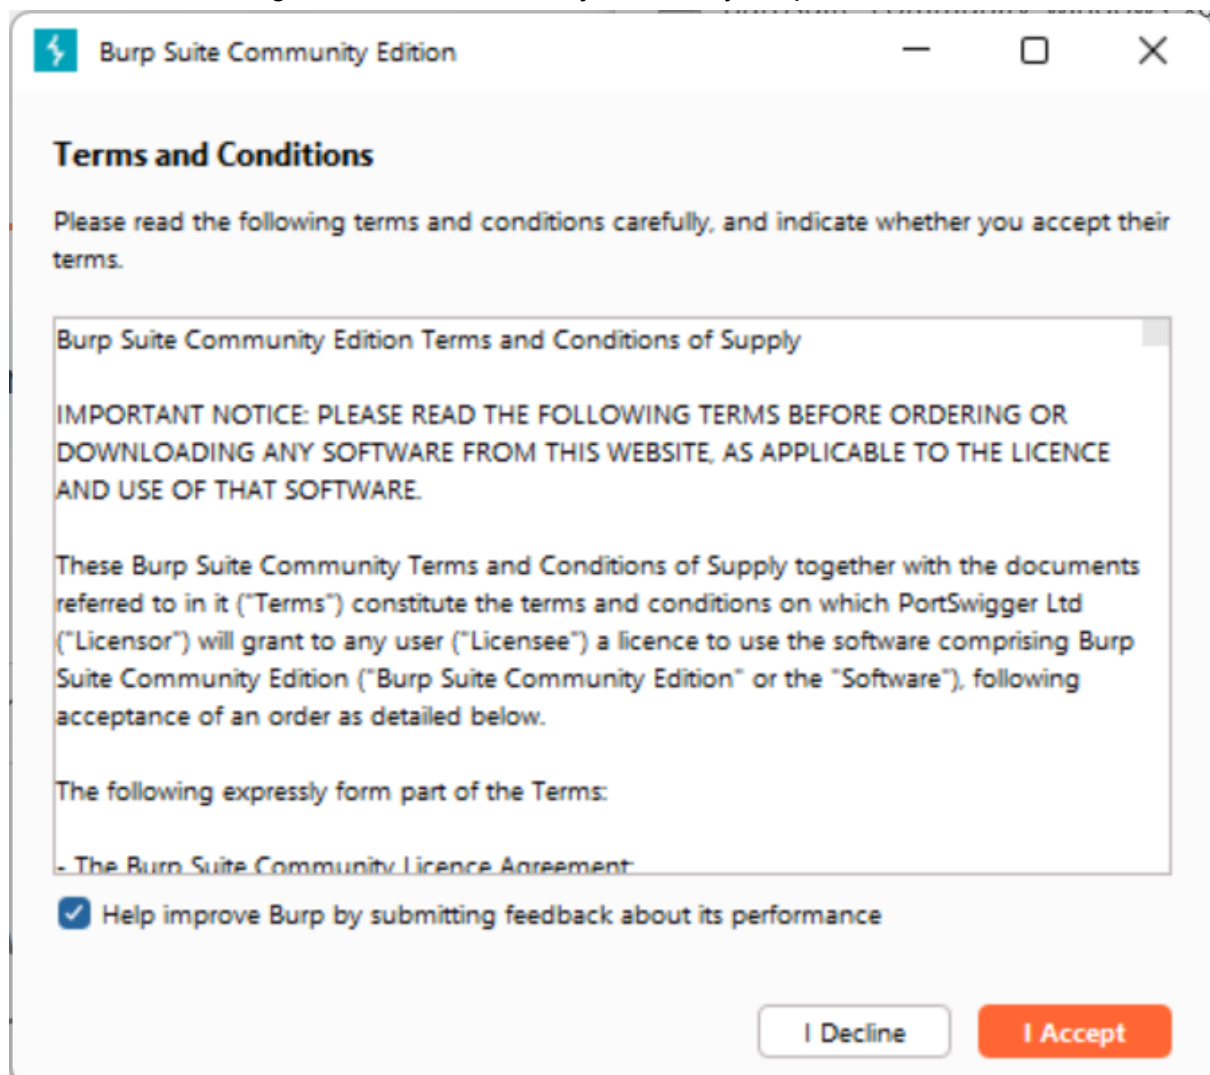 Burp Suite Community Edition
Terms and Conditions
Please read the following terms and conditions carefully, and indicate whether you accept their
terms.
Burp Suite Community Edition Terms and Conditions of Supply
IMPORTANT NOTICE: PLEASE READ THE FOLLOWING TERMS BEFORE ORDERING OR
DOWNLOADING ANY SOFTWARE FROM THIS WEBSITE, AS APPLICABLE TO THE LICENCE
AND USE OF THAT SOFTWARE.
These Burp Suite Community Terms and Conditions of Supply together with the documents
referred to in it ("Terms") constitute the terms and conditions on which PortSwigger Ltd
("Licensor") will grant to any user ("Licensee") a licence to use the software comprising Burp
Suite Community Edition ("Burp Suite Community Edition" or the "Software"), following
acceptance of an order as detailed below.
The following expressly form part of the Terms:
- The Burp Suite Community Licence Agreement;
Help improve Burp by submitting feedback about its performance
I Decline
I Accept